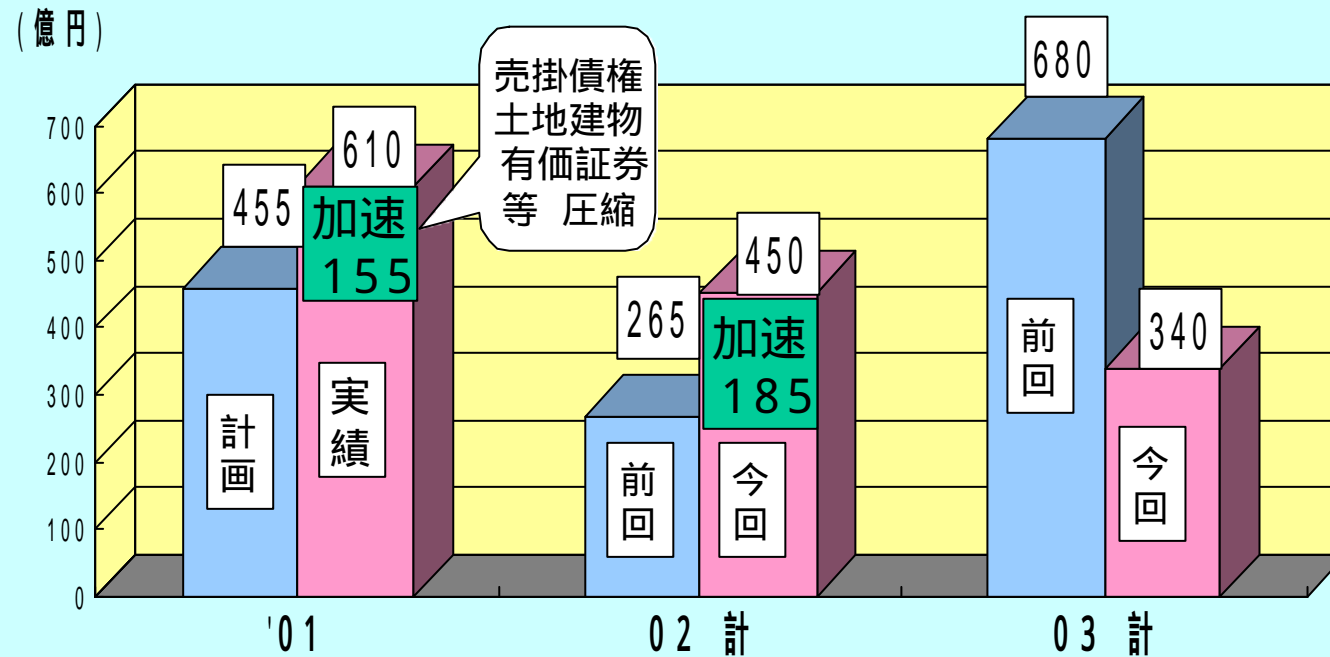 (億円)
売掛債権
土地建物
有価証券
等 圧縮
700
600
500
400
300
200
100
0
455
610
加速
155
計画
実績
265
450
加速
185
前回
今回
680
340
前回
今回
'01
02 計
03 計